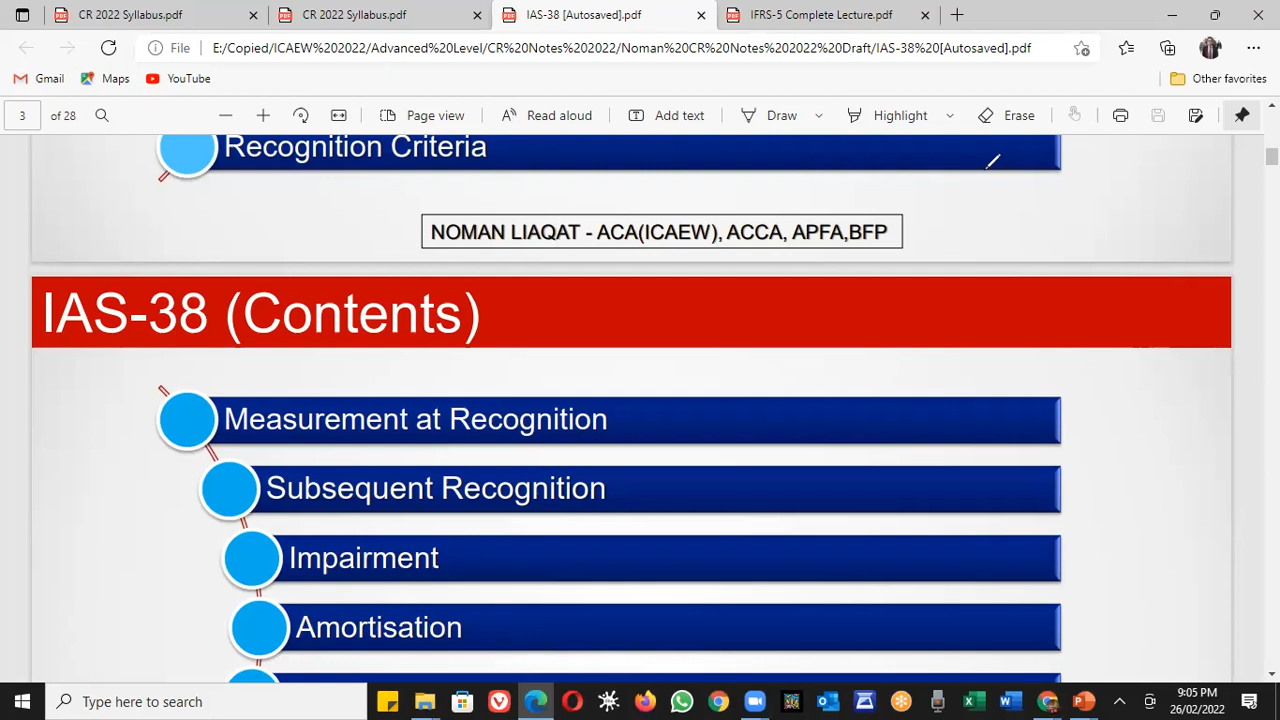 CR 2022 Syllabus.pdf
CR 2022 Syllabus.pdf
IAS-38 [Autosaved].pdf
IFRS-5 Complete Lecture.pdf
File
E:/Copied/ICAEW%202022/Advanced%20Level/CR%20Notes%202022/Noman%20CR%20Notes%202022%20Draft/IAS-38%20[Autosaved].pdf
Gmail
Maps
YouTube
Other favorites
3 of 28
Page view
Read aloud
Add text
Draw
Highlight
Erase
Recognition Criteria
NOMAN LIAQAT - ACA(ICAEW), ACCA, APFA,BFP
IAS-38 (Contents)
Measurement at Recognition
Subsequent Recognition
Impairment
Amortisation
Type here to search
9:05 PM
26/02/2022